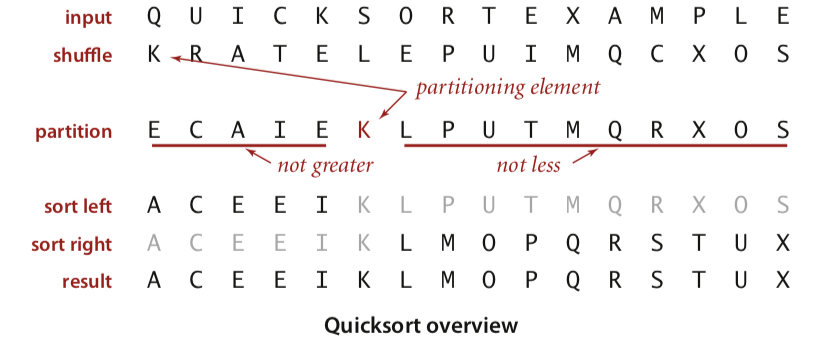 input Q U I C K S O R T E X A M P L E
shuffle K R A T E L E P U I M Q C X O S
partitioning element
partition E C A I E K L P U T M Q R X O S
not greater not less
sort left A C E E I K L P U T M Q R X O S
sort right A C E E I K L M O P Q R S T U X
result A C E E I K L M O P Q R S T U X
Quicksort overview